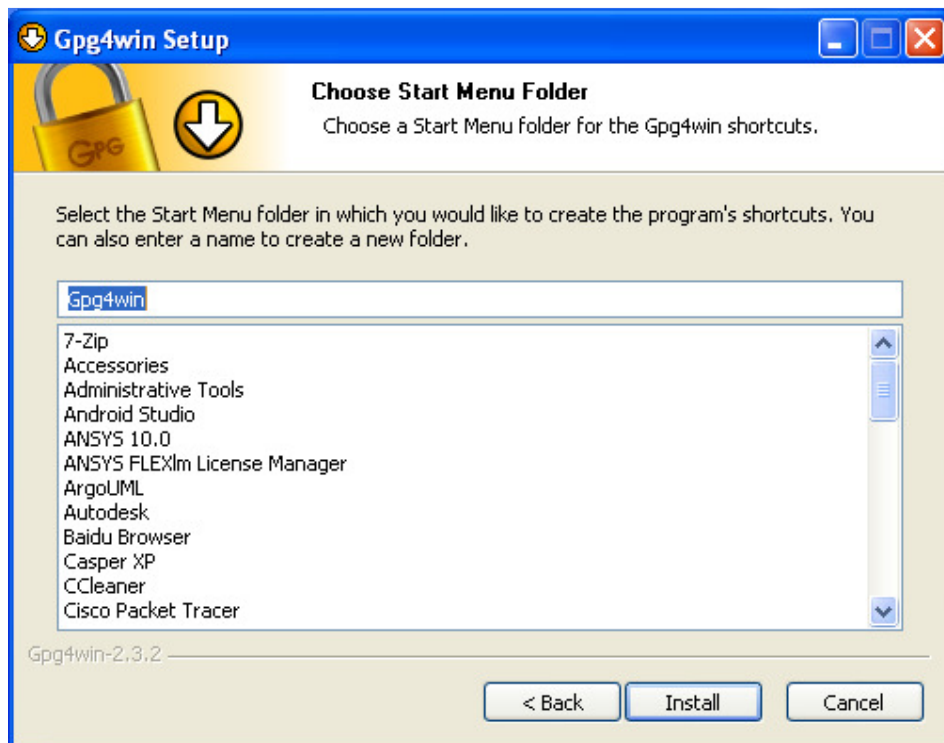 Gpg4win Setup
GPG
Choose Start Menu Folder
Choose a Start Menu folder for the Gpg4win shortcuts.
Select the Start Menu folder in which you would like to create the program's shortcuts. You
can also enter a name to create a new folder.
Gpg4win
7-Zip
Accessories
Administrative Tools
Android Studio
ANSYS 10.0
ANSYS FLEXlm License Manager
ArgoUML
Autodesk
Baidu Browser
Casper XP
CCleaner
Cisco Packet Tracer
Gpg4win-2.3.2
< Back Install Cancel